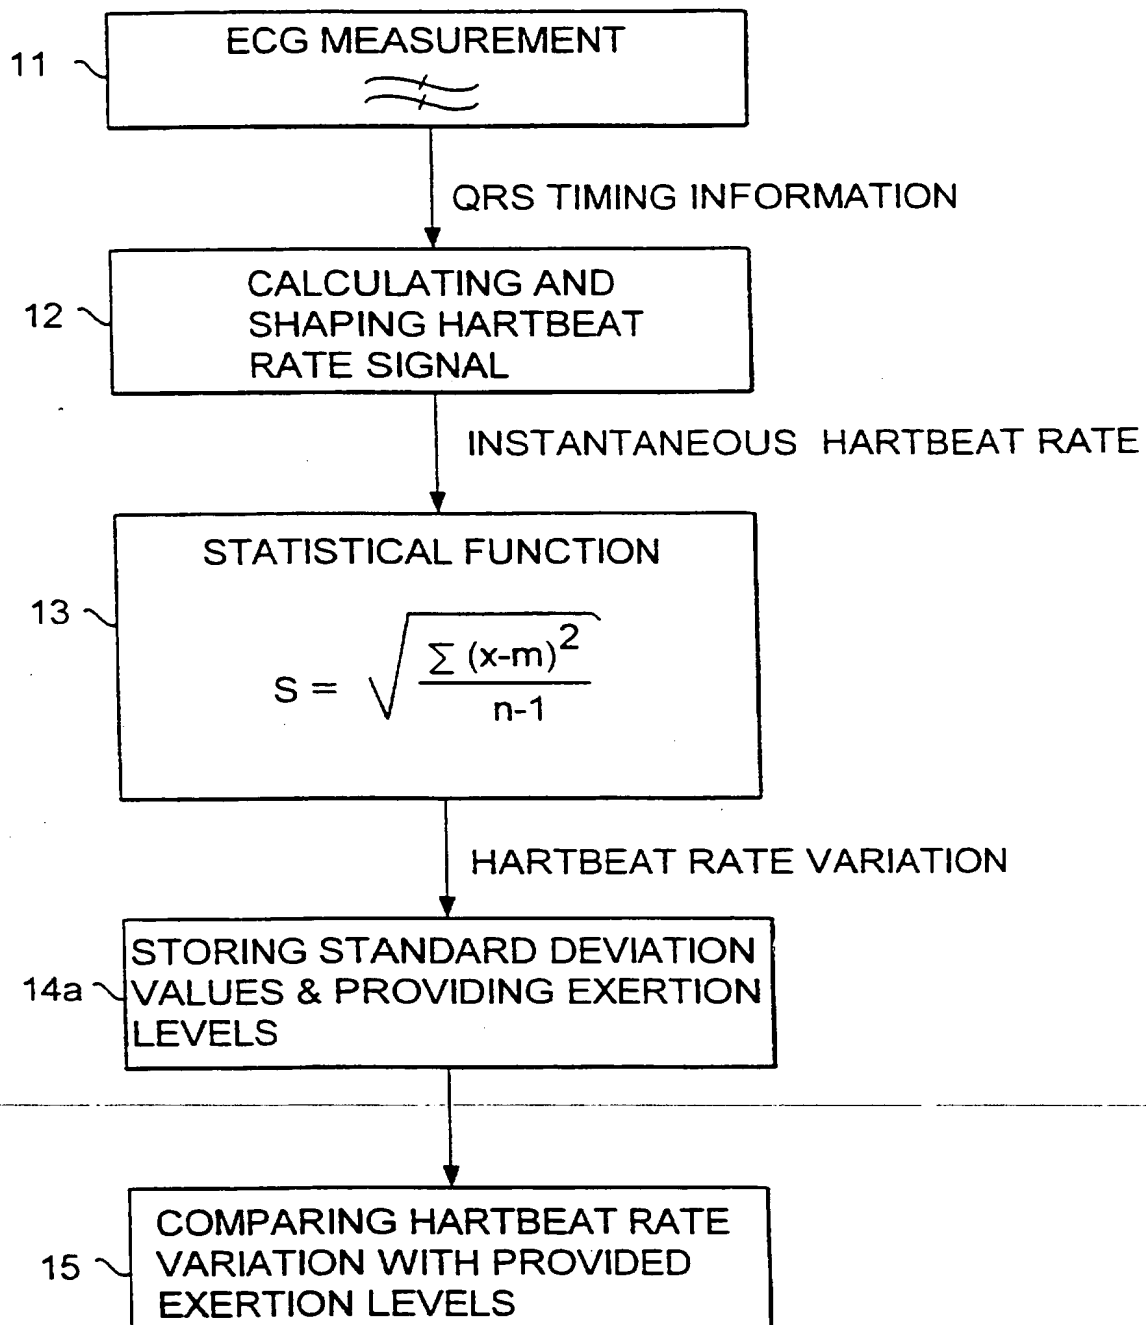 ECG MEASUREMENT
11
QRS TIMING INFORMATION
CALCULATING AND
SHAPING HARTBEAT
RATE SIGNAL
12
INSTANTANEOUS HARTBEAT RATE
STATISTICAL FUNCTION
13
S = √(Σ (x-m)² / n-1)
HARTBEAT RATE VARIATION
STORING STANDARD DEVIATION
VALUES & PROVIDING EXERTION
LEVELS
14a
COMPARING HARTBEAT RATE
VARIATION WITH PROVIDED
EXERTION LEVELS
15